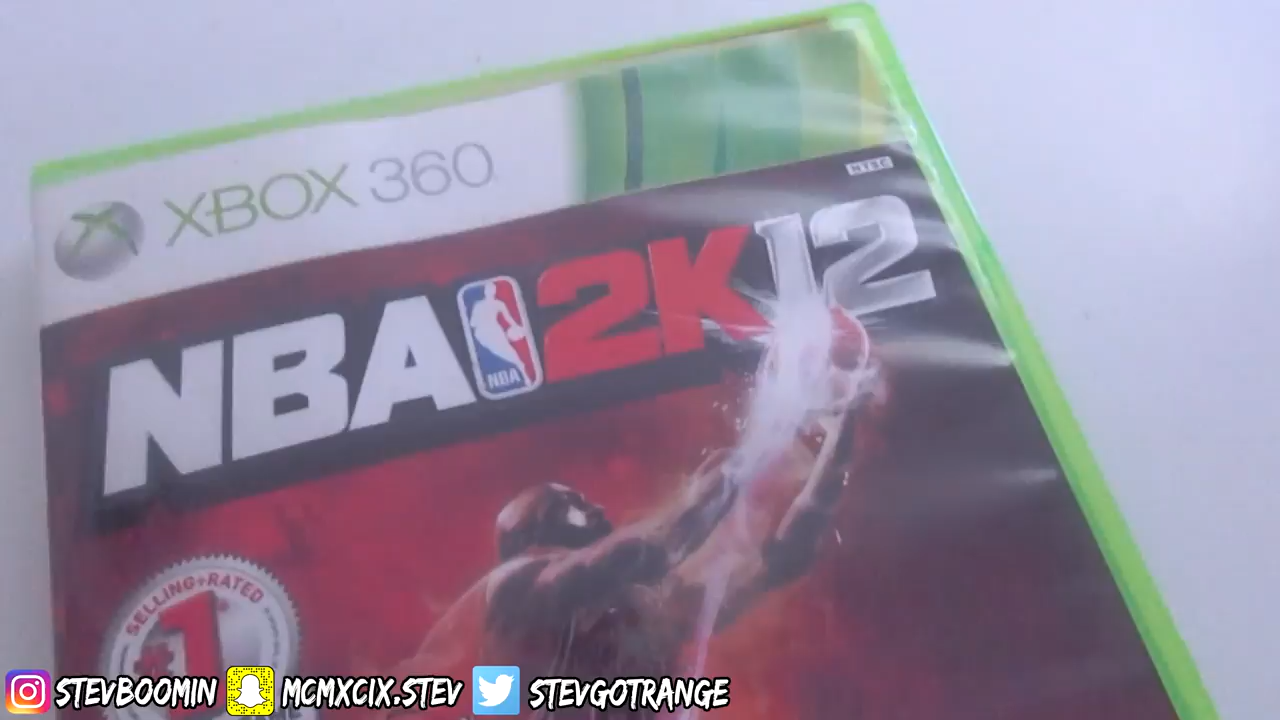 XBOX 360
NTSC
NBA NBA 2K12
SELLING+RATED
#1
STEVBOOMIN MCMXCIX.STEV STEVGOTRANGE